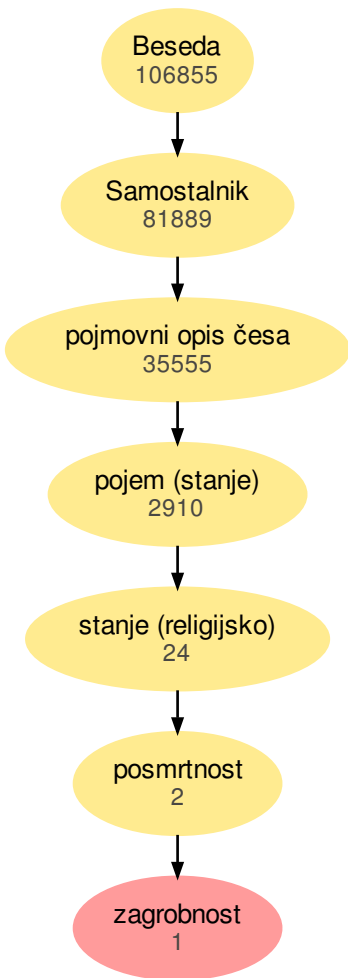 Beseda
106855
Samostalnik
81889
pojmovni opis česa
35555
pojem (stanje)
2910
stanje (religijsko)
24
posmrtnost
2
zagrobnost
1